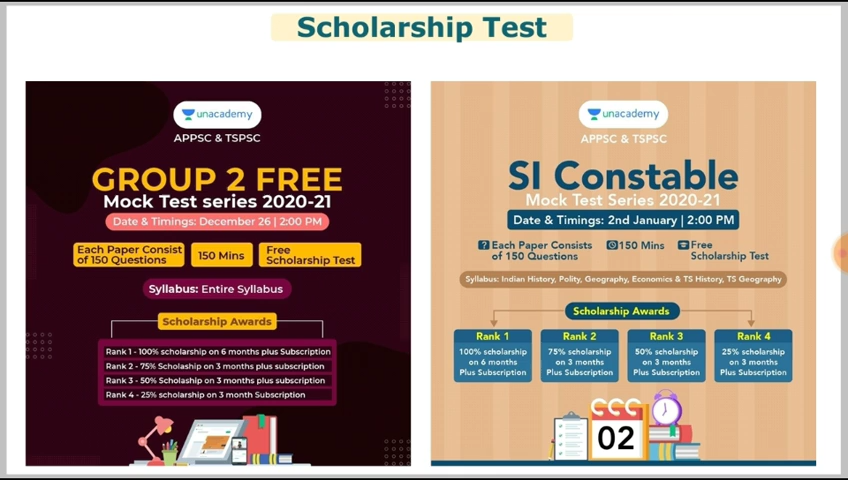 Scholarship Test
unacademy
APPSC & TSPSC
GROUP 2 FREE
Mock Test series 2020-21
Date & Timings: December 26 | 2:00 PM
Each Paper Consist
of 150 Questions
150 Mins
Free
Scholarship Test
Syllabus: Entire Syllabus
Scholarship Awards
Rank 1 - 100% scholarship on 6 months plus Subscription
Rank 2 - 75% Scholaship on 3 months plus subscription
Rank 3 - 50% Scholaship on 3 months plus subscription
Rank 4 - 25% scholarship on 3 month Subscription
unacademy
APPSC & TSPSC
SI Constable
Mock Test Series 2020-21
Date & Timings: 2nd January | 2:00 PM
? Each Paper Consists
of 150 Questions
150 Mins
Free
Scholarship Test
Syllabus: Indian History, Polity, Geography, Economics & TS History, TS Geography
Scholarship Awards
Rank 1
100% scholarship
on 6 months
Plus Subscription
Rank 2
75% scholarship
on 3 months
Plus Subscription
Rank 3
50% scholarship
on 3 months
Plus Subscription
Rank 4
25% scholarship
on 3 months
Plus Subscription
02